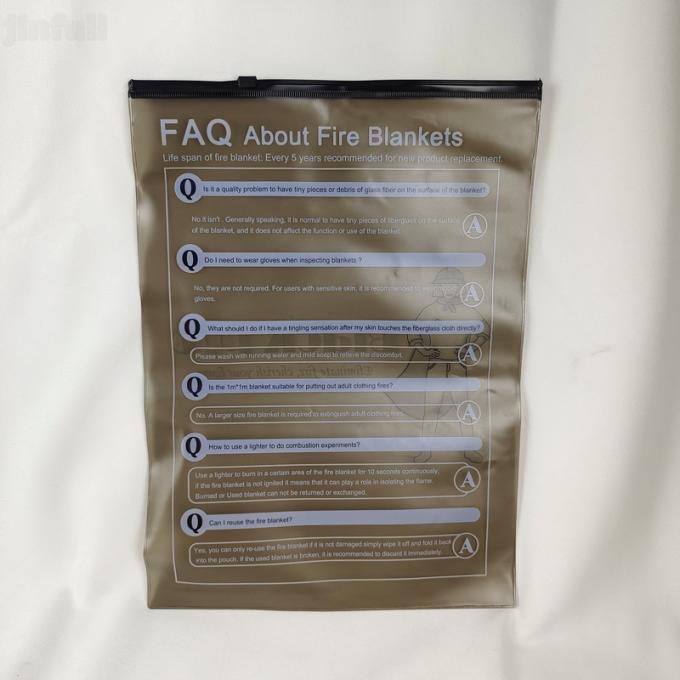 jinfull
FAQ About Fire Blankets
Life span of fire blanket: Every 5 years recommended for new product replacement.
Q Is it a quality problem to have tiny pieces or debris of glass fiber on the surface of the blanket?
No.it isn't . Generally speaking, it is normal to have tiny pieces of fiberglass on the surface
of the blanket, and it does not affect the function or use of the blanket.
A
Q Do I need to wear gloves when inspecting blankets ?
No, they are not required. For users with sensitive skin, it is recommended to wear
gloves.
A
Q What should I do if I have a tingling sensation after my skin touches the fiberglass cloth directly?
Please wash with running water and mild soap to relieve the discomfort.
A
Eliminate fire, cherish your
Q Is the 1m*1m blanket suitable for putting out adult clothing fires?
No. A larger size fire blanket is required to extinguish adult clothing fires.
A
Q How to use a lighter to do combustion experiments?
Use a lighter to burn in a certain area of the fire blanket for 10 seconds continuously,
if the fire blanket is not ignited it means that it can play a role in isolating the flame.
Burned or Used blanket can not be returned or exchanged.
A
Q Can I reuse the fire blanket?
Yes, you can only re-use the fire blanket if it is not damaged.simply wipe it off and fold it back
into the pouch. If the used blanket is broken, it is recommended to discard it immediately.
A